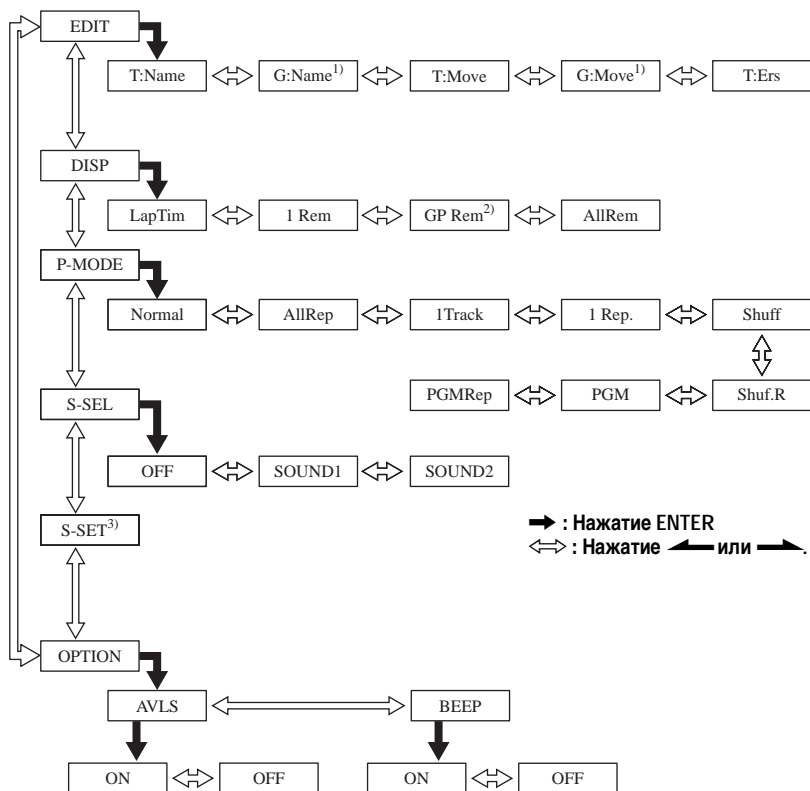 EDIT
T:Name G:Name1) T:Move G:Move1) T:Ers
DISP
LapTim 1 Rem GP Rem2) AllRem
P-MODE
Normal AllRep 1Track 1 Rep. Shuff
PGMRep PGM Shuf.R
S-SEL
OFF SOUND1 SOUND2
S-SET3)
: Нажатие ENTER
: Нажатие или .
OPTION
AVLS BEEP
ON OFF ON OFF